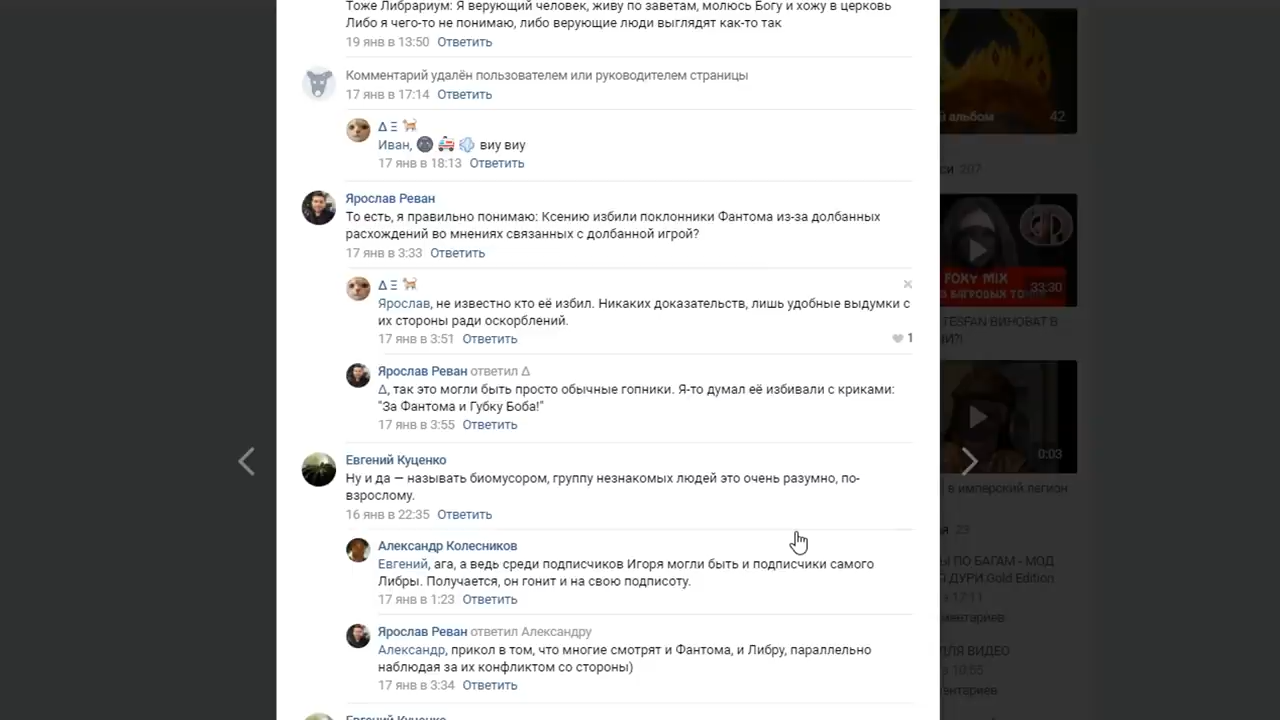 Тоже Либрариум: Я верующий человек, живу по заветам, молюсь Богу и хожу в церковь
Либо я чего-то не понимаю, либо верующие люди выглядят как-то так
19 янв в 13:50 Ответить
Комментарий удалён пользователем или руководителем страницы
17 янв в 17:14 Ответить
Δ Ξ 🐈
Иван, 🌚 🚑 💨 виу виу
17 янв в 18:13 Ответить
Ярослав Реван
То есть, я правильно понимаю: Ксению избили поклонники Фантома из-за долбанных
расхождений во мнениях связанных с долбанной игрой?
17 янв в 3:33 Ответить
Δ Ξ 🐈
Ярослав, не известно кто её избил. Никаких доказательств, лишь удобные выдумки с
их стороны ради оскорблений.
17 янв в 3:51 Ответить
1
Ярослав Реван ответил Δ
Δ, так это могли быть просто обычные гопники. Я-то думал её избивали с криками:
"За Фантома и Губку Боба!"
17 янв в 3:55 Ответить
Евгений Куценко
Ну и да — называть биомусором, группу незнакомых людей это очень разумно, по-
взрослому.
16 янв в 22:35 Ответить
Александр Колесников
Евгений, ага, а ведь среди подписчиков Игоря могли быть и подписчики самого
Либры. Получается, он гонит и на свою подписоту.
17 янв в 1:23 Ответить
Ярослав Реван ответил Александру
Александр, прикол в том, что многие смотрят и Фантома, и Либру, параллельно
наблюдая за их конфликтом со стороны)
17 янв в 3:34 Ответить
Евгений Куценко
й альбом 42
си 207
FOXY MIX
33:30
TESFAN ВИНОВАТ В
0:03
в имперский легион
ПО БАГАМ - МОД
ДУРИ Gold Edition
в 17:11
ментариев
ДЛЯ ВИДЕО
ентариев